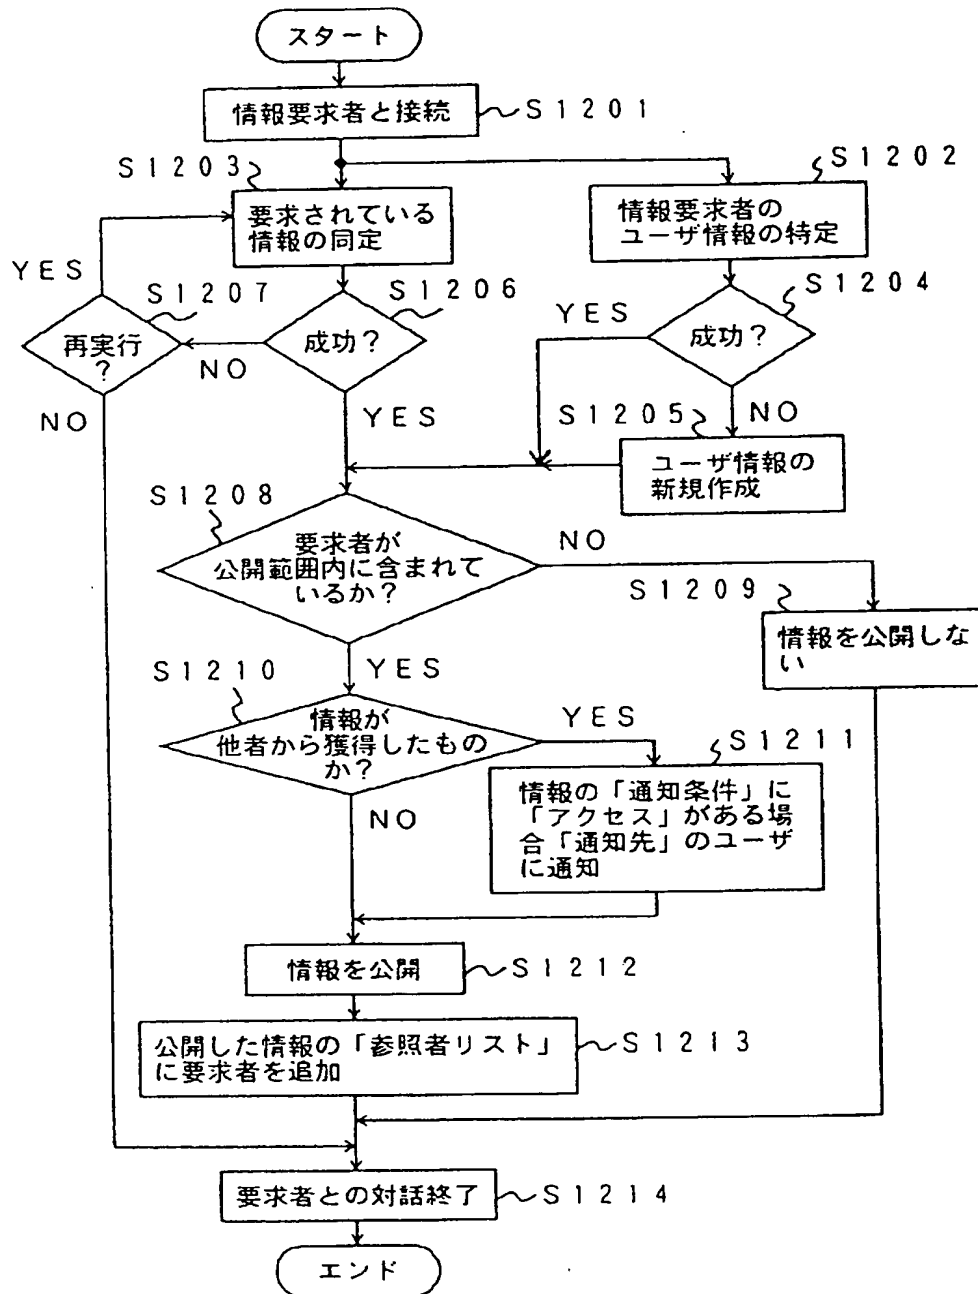 スタート
情報要求者と接続
S1201
S1203
要求されている
情報の同定
S1202
情報要求者の
ユーザ情報の特定
YES
S1207
再実行
?
NO
S1206
成功?
NO
YES
S1204
成功?
YES
NO
S1205
ユーザ情報の
新規作成
S1208
要求者が
公開範囲内に含まれて
いるか?
NO
YES
S1209
情報を公開しな
い
S1210
情報が
他者から獲得したもの
か?
YES
NO
S1211
情報の「通知条件」に
「アクセス」がある場
合「通知先」のユーザ
に通知
情報を公開
S1212
公開した情報の「参照者リスト」
に要求者を追加
S1213
要求者との対話終了
S1214
エンド